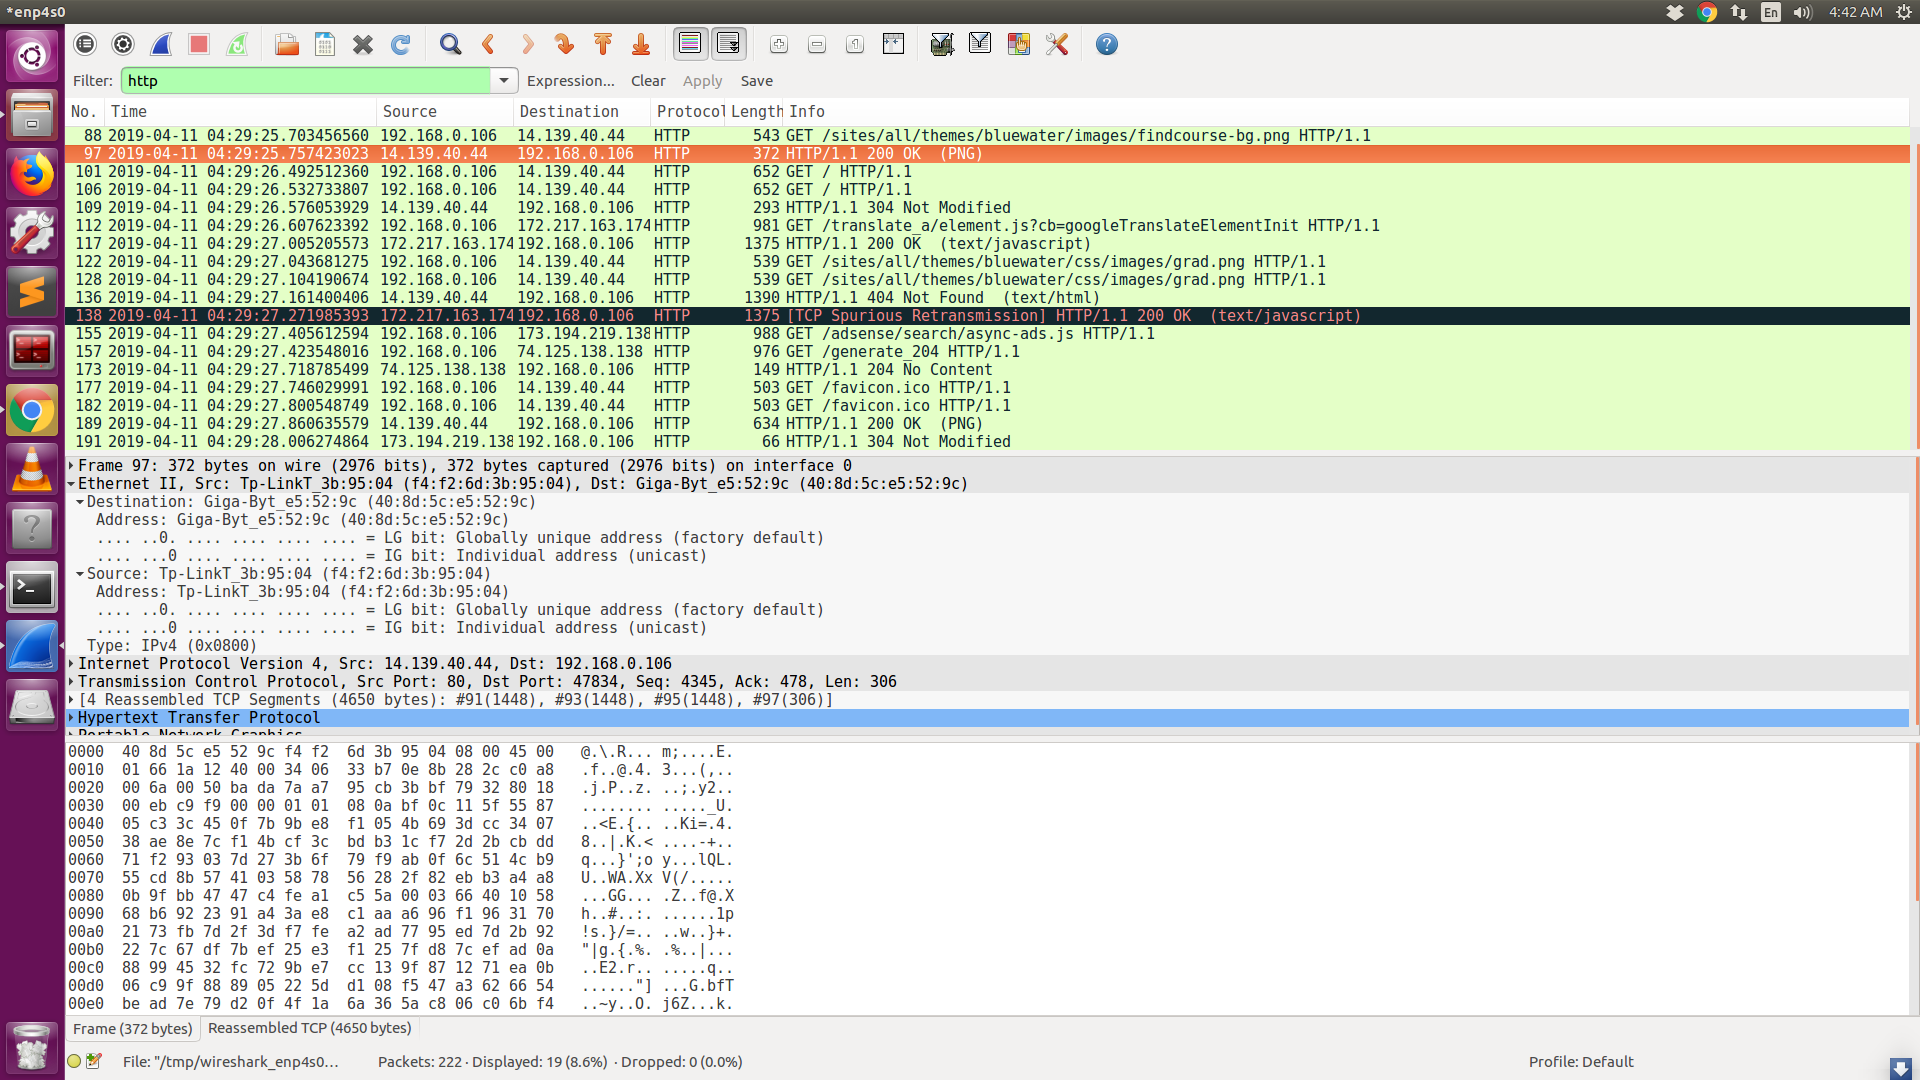 *enp4s0
En
4:42 AM
Filter: http Expression... Clear Apply Save
No. Time Source Destination Protocol Length Info
88 2019-04-11 04:29:25.703456560 192.168.0.106 14.139.40.44 HTTP 543 GET /sites/all/themes/bluewater/images/findcourse-bg.png HTTP/1.1
97 2019-04-11 04:29:25.757423023 14.139.40.44 192.168.0.106 HTTP 372 HTTP/1.1 200 OK (PNG)
101 2019-04-11 04:29:26.492512360 192.168.0.106 14.139.40.44 HTTP 652 GET / HTTP/1.1
106 2019-04-11 04:29:26.532733807 192.168.0.106 14.139.40.44 HTTP 652 GET / HTTP/1.1
109 2019-04-11 04:29:26.576053929 14.139.40.44 192.168.0.106 HTTP 293 HTTP/1.1 304 Not Modified
112 2019-04-11 04:29:26.607623392 192.168.0.106 172.217.163.174 HTTP 981 GET /translate_a/element.js?cb=googleTranslateElementInit HTTP/1.1
117 2019-04-11 04:29:27.005205573 172.217.163.174 192.168.0.106 HTTP 1375 HTTP/1.1 200 OK (text/javascript)
122 2019-04-11 04:29:27.043681275 192.168.0.106 14.139.40.44 HTTP 539 GET /sites/all/themes/bluewater/css/images/grad.png HTTP/1.1
128 2019-04-11 04:29:27.104190674 192.168.0.106 14.139.40.44 HTTP 539 GET /sites/all/themes/bluewater/css/images/grad.png HTTP/1.1
136 2019-04-11 04:29:27.161400406 14.139.40.44 192.168.0.106 HTTP 1390 HTTP/1.1 404 Not Found (text/html)
138 2019-04-11 04:29:27.271985393 172.217.163.174 192.168.0.106 HTTP 1375 [TCP Spurious Retransmission] HTTP/1.1 200 OK (text/javascript)
155 2019-04-11 04:29:27.405612594 192.168.0.106 173.194.219.138 HTTP 988 GET /adsense/search/async-ads.js HTTP/1.1
157 2019-04-11 04:29:27.423548016 192.168.0.106 74.125.138.138 HTTP 976 GET /generate_204 HTTP/1.1
173 2019-04-11 04:29:27.718785499 74.125.138.138 192.168.0.106 HTTP 149 HTTP/1.1 204 No Content
177 2019-04-11 04:29:27.746029991 192.168.0.106 14.139.40.44 HTTP 503 GET /favicon.ico HTTP/1.1
182 2019-04-11 04:29:27.800548749 192.168.0.106 14.139.40.44 HTTP 503 GET /favicon.ico HTTP/1.1
189 2019-04-11 04:29:27.860635579 14.139.40.44 192.168.0.106 HTTP 634 HTTP/1.1 200 OK (PNG)
191 2019-04-11 04:29:28.006274864 173.194.219.138 192.168.0.106 HTTP 66 HTTP/1.1 304 Not Modified
Frame 97: 372 bytes on wire (2976 bits), 372 bytes captured (2976 bits) on interface 0
Ethernet II, Src: Tp-LinkT_3b:95:04 (f4:f2:6d:3b:95:04), Dst: Giga-Byt_e5:52:9c (40:8d:5c:e5:52:9c)
Destination: Giga-Byt_e5:52:9c (40:8d:5c:e5:52:9c)
Address: Giga-Byt_e5:52:9c (40:8d:5c:e5:52:9c)
.... ..0. .... .... .... .... = LG bit: Globally unique address (factory default)
.... ...0 .... .... .... .... = IG bit: Individual address (unicast)
Source: Tp-LinkT_3b:95:04 (f4:f2:6d:3b:95:04)
Address: Tp-LinkT_3b:95:04 (f4:f2:6d:3b:95:04)
.... ..0. .... .... .... .... = LG bit: Globally unique address (factory default)
.... ...0 .... .... .... .... = IG bit: Individual address (unicast)
Type: IPv4 (0x0800)
Internet Protocol Version 4, Src: 14.139.40.44, Dst: 192.168.0.106
Transmission Control Protocol, Src Port: 80, Dst Port: 47834, Seq: 4345, Ack: 478, Len: 306
[4 Reassembled TCP Segments (4650 bytes): #91(1448), #93(1448), #95(1448), #97(306)]
Hypertext Transfer Protocol
Portable Network Graphics
0000 40 8d 5c e5 52 9c f4 f2 6d 3b 95 04 08 00 45 00 @.\.R... m;....E.
0010 01 66 1a 12 40 00 34 06 33 b7 0e 8b 28 2c c0 a8 .f..@.4. 3...(,..
0020 00 6a 00 50 ba da 7a a7 95 cb 3b bf 79 32 80 18 .j.P..z. ..;.y2..
0030 00 eb c9 f9 00 00 01 01 08 0a bf 0c 11 5f 55 87 ........ ....._U.
0040 05 c3 3c 45 0f 7b 9b e8 f1 05 4b 69 3d cc 34 07 ..<E.{.. ..Ki=.4.
0050 38 ae 8e 7c f1 4b cf 3c bd b3 1c f7 2d 2b cb dd 8..|.K.< ....-+..
0060 71 f2 93 03 7d 27 3b 6f 79 f9 ab 0f 6c 51 4c b9 q...}';o y...lQL.
0070 55 cd 8b 57 41 03 58 78 56 28 2f 82 eb b3 a4 a8 U..WA.Xx V(/.....
0080 0b 9f bb 47 47 c4 fe a1 c5 5a 00 03 66 40 10 58 ...GG... .Z..f@.X
0090 68 b6 92 23 91 a4 3a e8 c1 aa a6 96 f1 96 31 70 h..#..:. ......1p
00a0 21 73 fb 7d 2f 3d f7 fe a2 ad 77 95 ed 7d 2b 92 !s.}/=.. ..w..}+.
00b0 22 7c 67 df 7b ef 25 e3 f1 25 7f d8 7c ef ad 0a "|g.{.%. .%..|...
00c0 88 99 45 32 fc 72 9b e7 cc 13 9f 87 12 71 ea 0b ..E2.r.. .....q..
00d0 06 c9 9f 88 89 05 22 5d d1 08 f5 47 a3 62 66 54 ......"] ...G.bfT
00e0 be ad 7e 79 d2 0f 4f 1a 6a 36 5a c8 06 c0 6b f4 ..~y..O. j6Z...k.
Frame (372 bytes) Reassembled TCP (4650 bytes)
File: "/tmp/wireshark_enp4s0... Packets: 222 · Displayed: 19 (8.6%) · Dropped: 0 (0.0%) Profile: Default